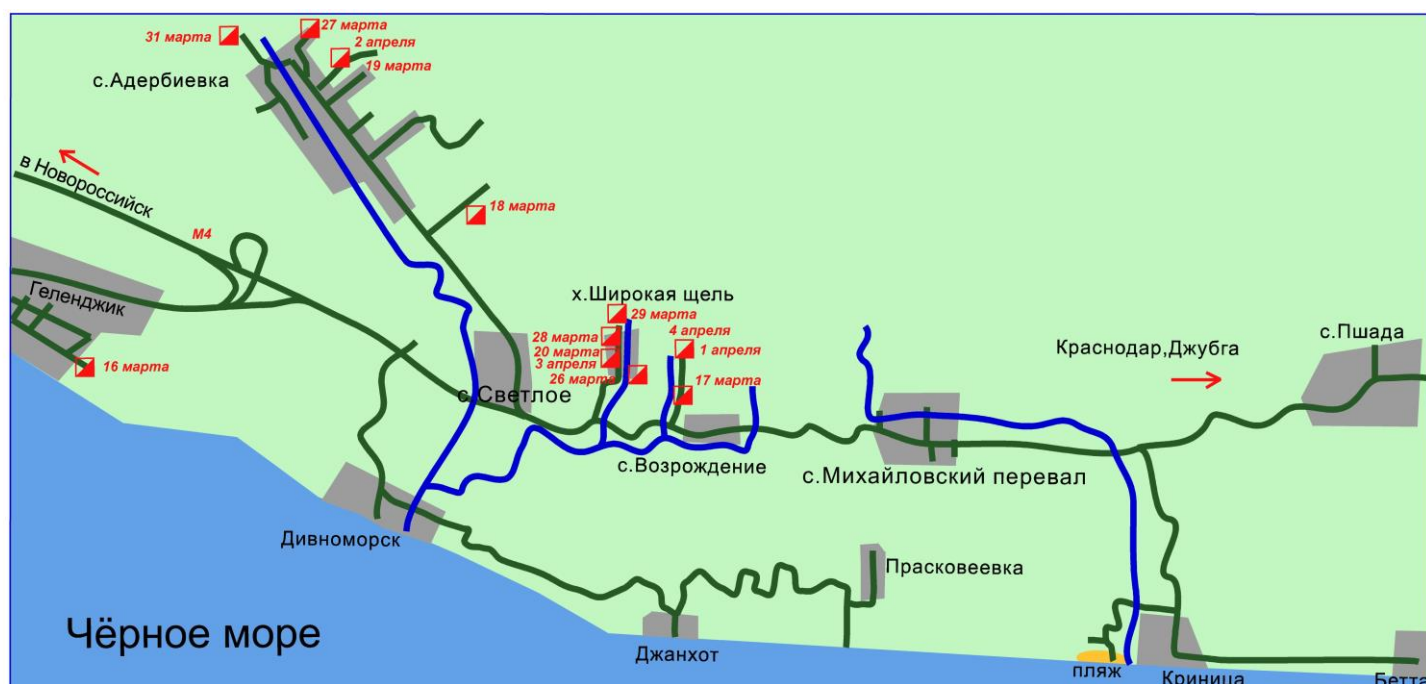 27 марта
31 марта
2 апреля
19 марта
с.Адербиевка
в Новороссийск
18 марта
М4
Геленджик
х.Широкая щель
29 марта
4 апреля
28 марта
20 марта
1 апреля
3 апреля
26 марта
17 марта
16 марта
с.Светлое
с.Пшада
Краснодар,Джубга
с.Возрождение
с.Михайловский перевал
Дивноморск
Прасковеевка
Чёрное море
Джанхот
пляж
Криница
Бетта